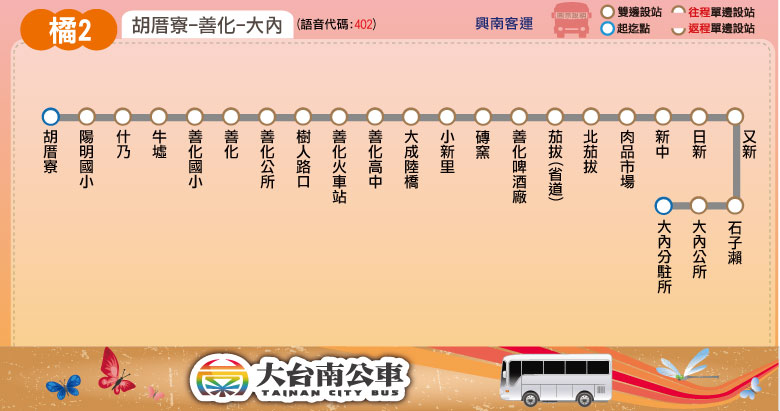 橘2
胡厝寮-善化-大內
(語音代碼:402)
興南客運
雙邊設站
往程單邊設站
起迄點
返程單邊設站
胡厝寮
陽明國小
什乃
牛墟
善化國小
善化
善化公所
樹人路口
善化火車站
善化高中
大成陸橋
小新里
磚窯
善化啤酒廠
茄拔(省道)
北茄拔
肉品市場
新中
日新
又新
石子瀨
大內公所
大內分駐所
大台南公車
TAINAN CITY BUS